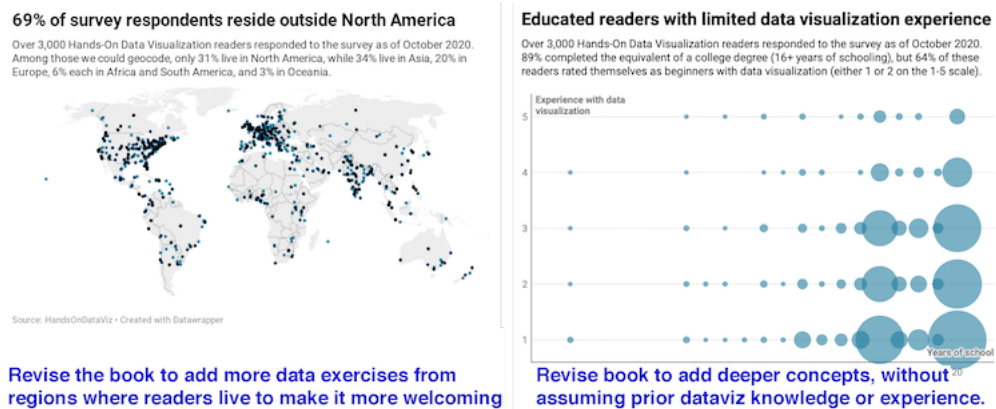 69% of survey respondents reside outside North America
Over 3,000 Hands-On Data Visualization readers responded to the survey as of October 2020.
Among those we could geocode, only 31% live in North America, while 34% live in Asia, 20% in
Europe, 6% each in Africa and South America, and 3% in Oceania.
Source: HandsOnDataViz • Created with Datawrapper
Revise the book to add more data exercises from
regions where readers live to make it more welcoming
Educated readers with limited data visualization experience
Over 3,000 Hands-On Data Visualization readers responded to the survey as of October 2020.
89% completed the equivalent of a college degree (16+ years of schooling), but 64% of these
readers rated themselves as beginners with data visualization (either 1 or 2 on the 1-5 scale).
Experience with data
visualization
5
4
3
2
1
Years of school
20
Revise book to add deeper concepts, without
assuming prior dataviz knowledge or experience.